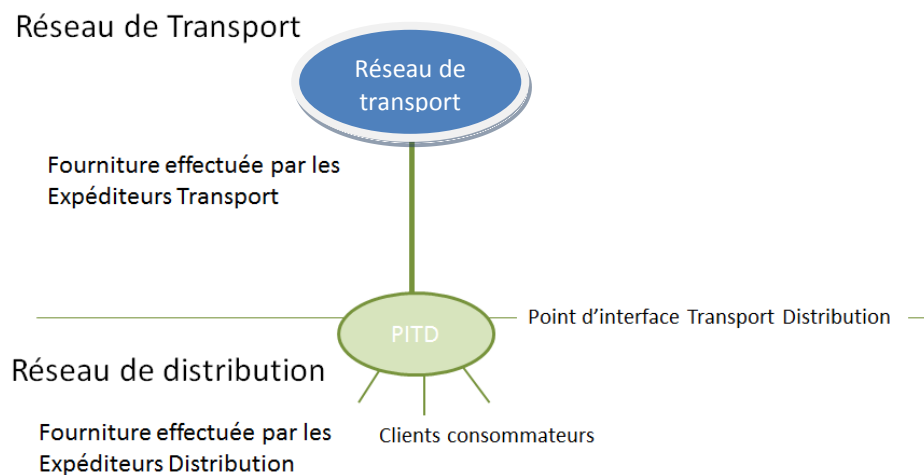 Réseau de Transport
Réseau de
transport
Fourniture effectuée par les
Expéditeurs Transport
PITD
Point d’interface Transport Distribution
Réseau de distribution
Fourniture effectuée par les
Expéditeurs Distribution
Clients consommateurs